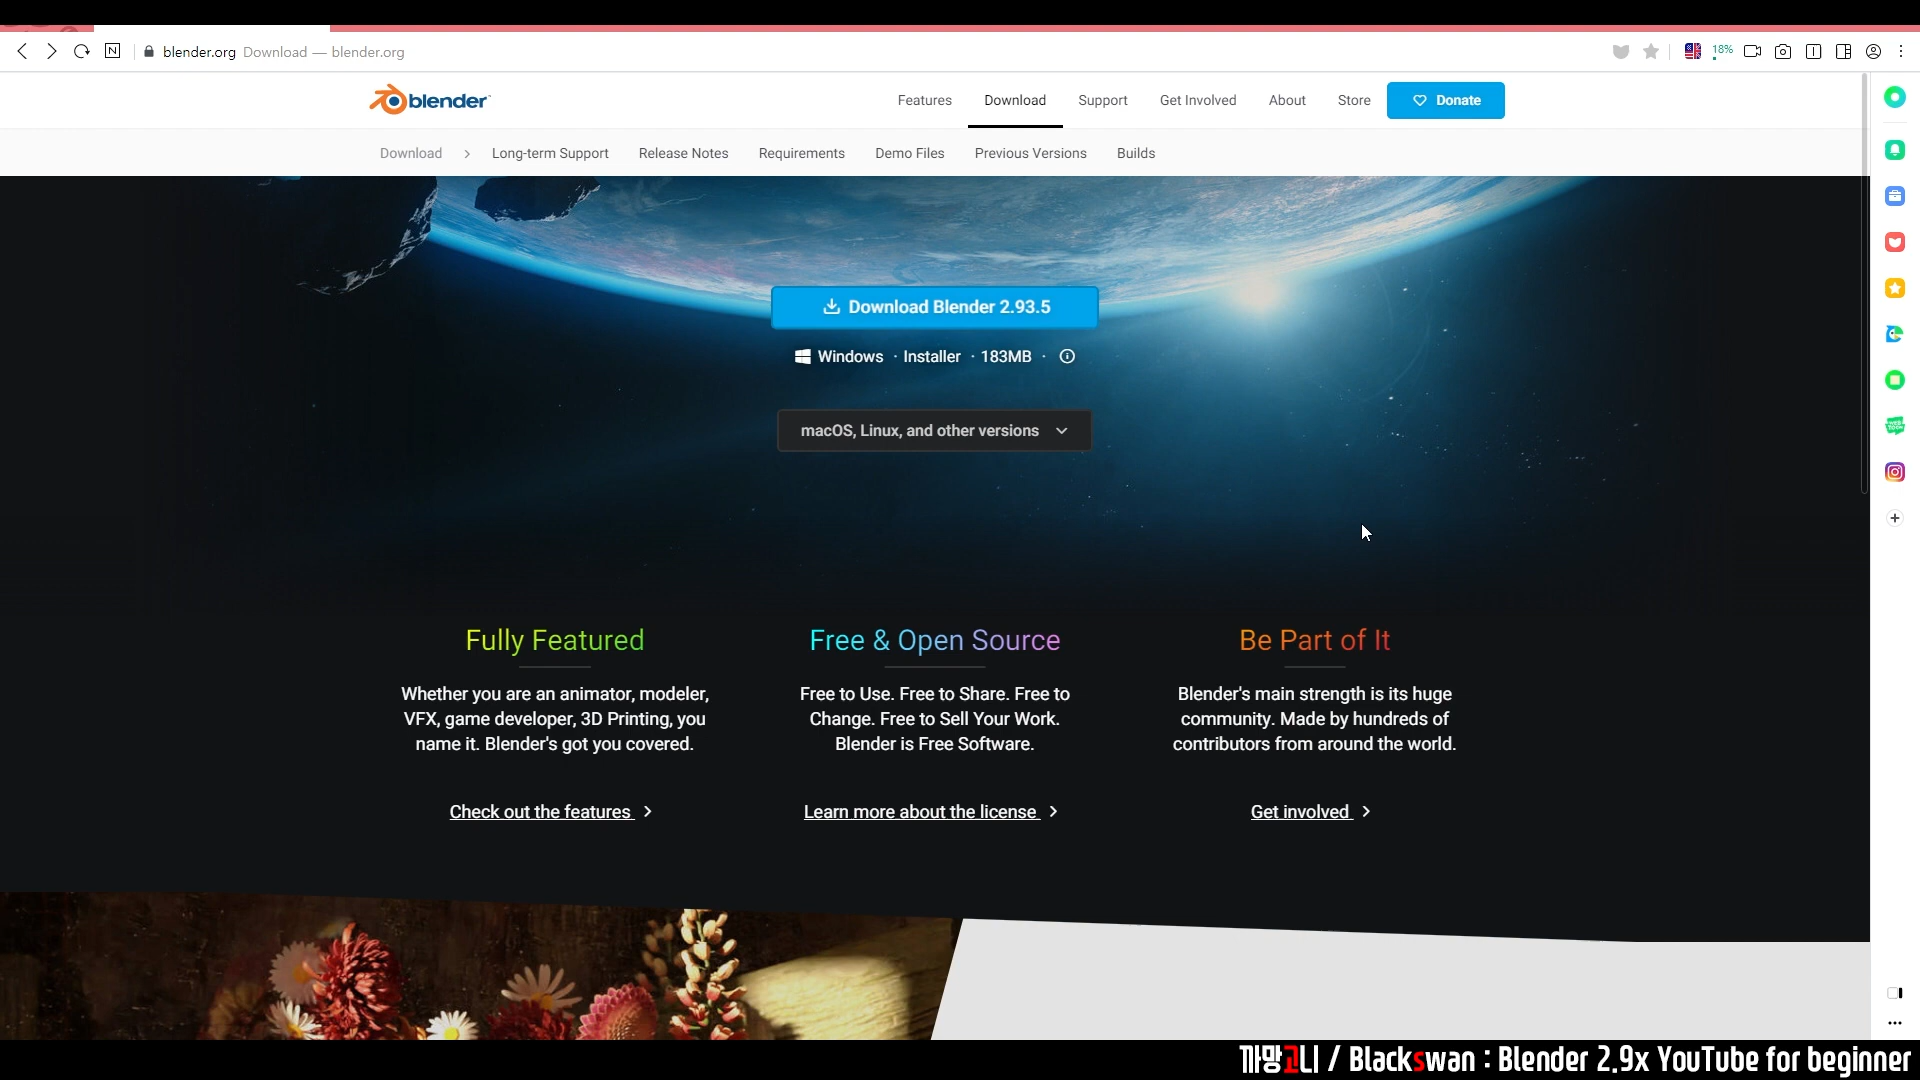 blender.org Download — blender.org
18%
blender
Features Download Support Get Involved About Store Donate
Download > Long-term Support Release Notes Requirements Demo Files Previous Versions Builds
Download Blender 2.93.5
Windows · Installer · 183MB ·
macOS, Linux, and other versions
Fully Featured
Whether you are an animator, modeler,
VFX, game developer, 3D Printing, you
name it. Blender's got you covered.
Check out the features
Free & Open Source
Free to Use. Free to Share. Free to
Change. Free to Sell Your Work.
Blender is Free Software.
Learn more about the license
Be Part of It
Blender's main strength is its huge
community. Made by hundreds of
contributors from around the world.
Get involved
까망고니 / Blackswan : Blender 2.9x YouTube for beginner